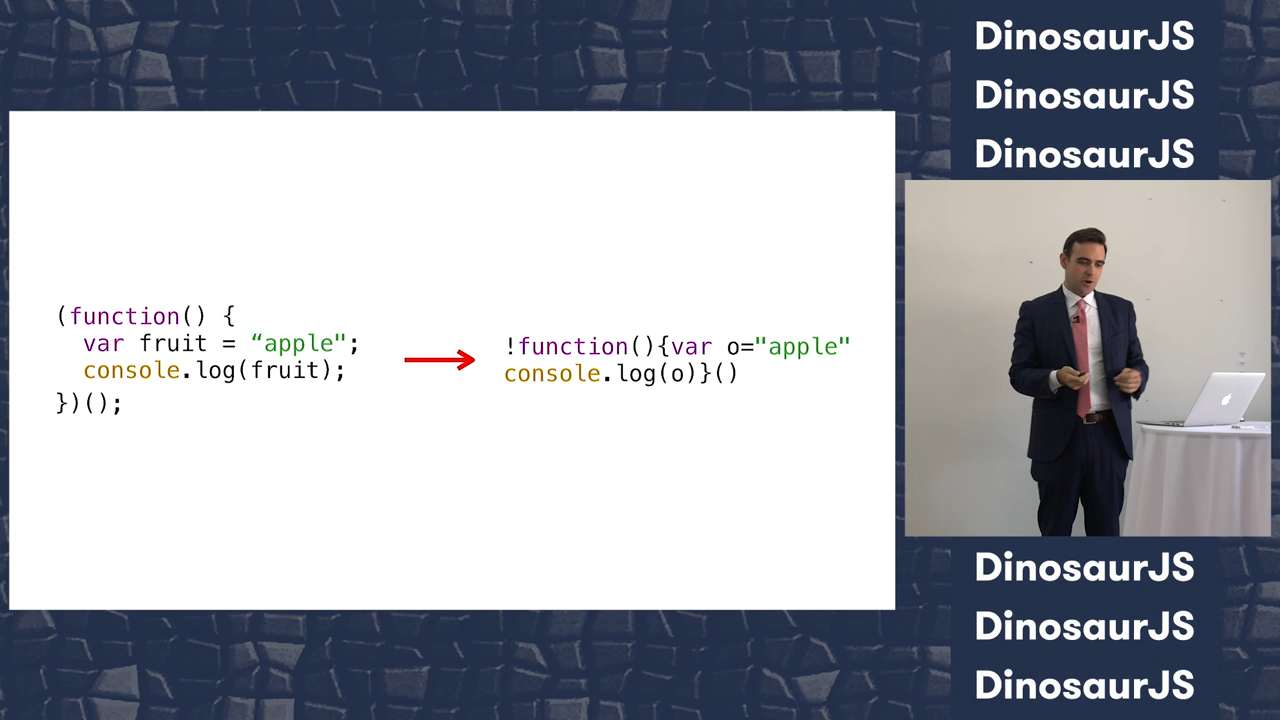 DinosaurJS
DinosaurJS
DinosaurJS
(function() {
  var fruit = “apple";
  console.log(fruit);
})();
!function(){var o="apple"
console.log(o)}()
DinosaurJS
DinosaurJS
DinosaurJS